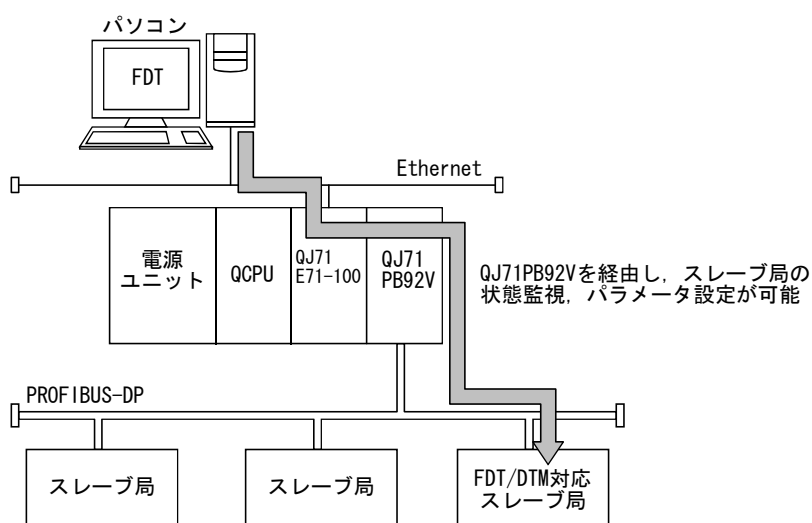 パソコン
FDT
Ethernet
電源
ユニット
QCPU
QJ71
E71-100
QJ71
PB92V
QJ71PB92Vを経由し，スレーブ局の
状態監視，パラメータ設定が可能
PROFIBUS-DP
スレーブ局
スレーブ局
FDT/DTM対応
スレーブ局